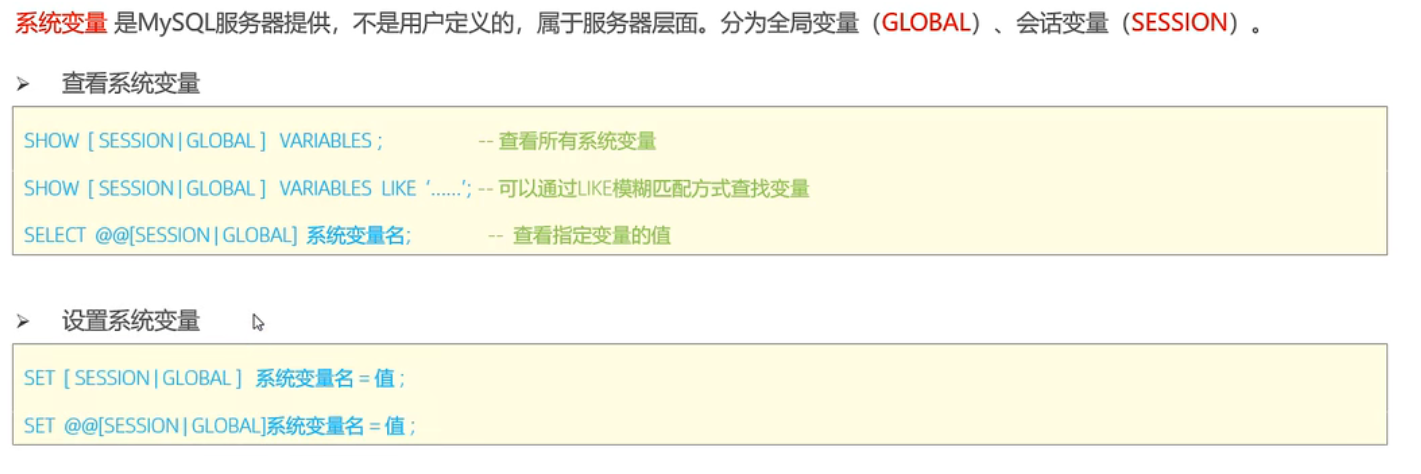 系统变量 是MySQL服务器提供，不是用户定义的，属于服务器层面。分为全局变量（GLOBAL）、会话变量（SESSION）。
➢ 查看系统变量
SHOW [ SESSION | GLOBAL ] VARIABLES ; -- 查看所有系统变量
SHOW [ SESSION | GLOBAL ] VARIABLES LIKE '......'; -- 可以通过LIKE模糊匹配方式查找变量
SELECT @@[SESSION | GLOBAL] 系统变量名; -- 查看指定变量的值
➢ 设置系统变量
SET [ SESSION | GLOBAL ] 系统变量名 = 值 ;
SET @@[SESSION | GLOBAL]系统变量名 = 值 ;